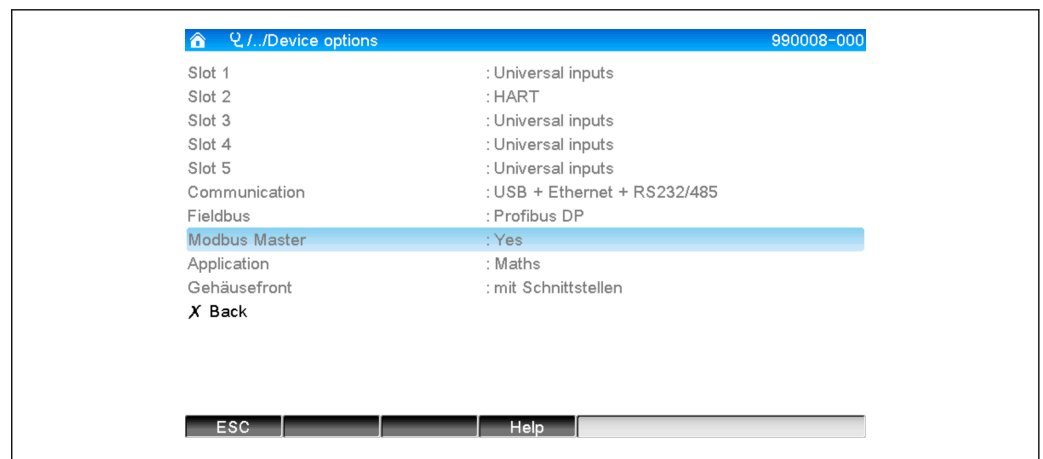 /../Device options 990008-000
Slot 1 : Universal inputs
Slot 2 : HART
Slot 3 : Universal inputs
Slot 4 : Universal inputs
Slot 5 : Universal inputs
Communication : USB + Ethernet + RS232/485
Fieldbus : Profibus DP
Modbus Master : Yes
Application : Maths
Gehäusefront : mit Schnittstellen
X Back
ESC Help